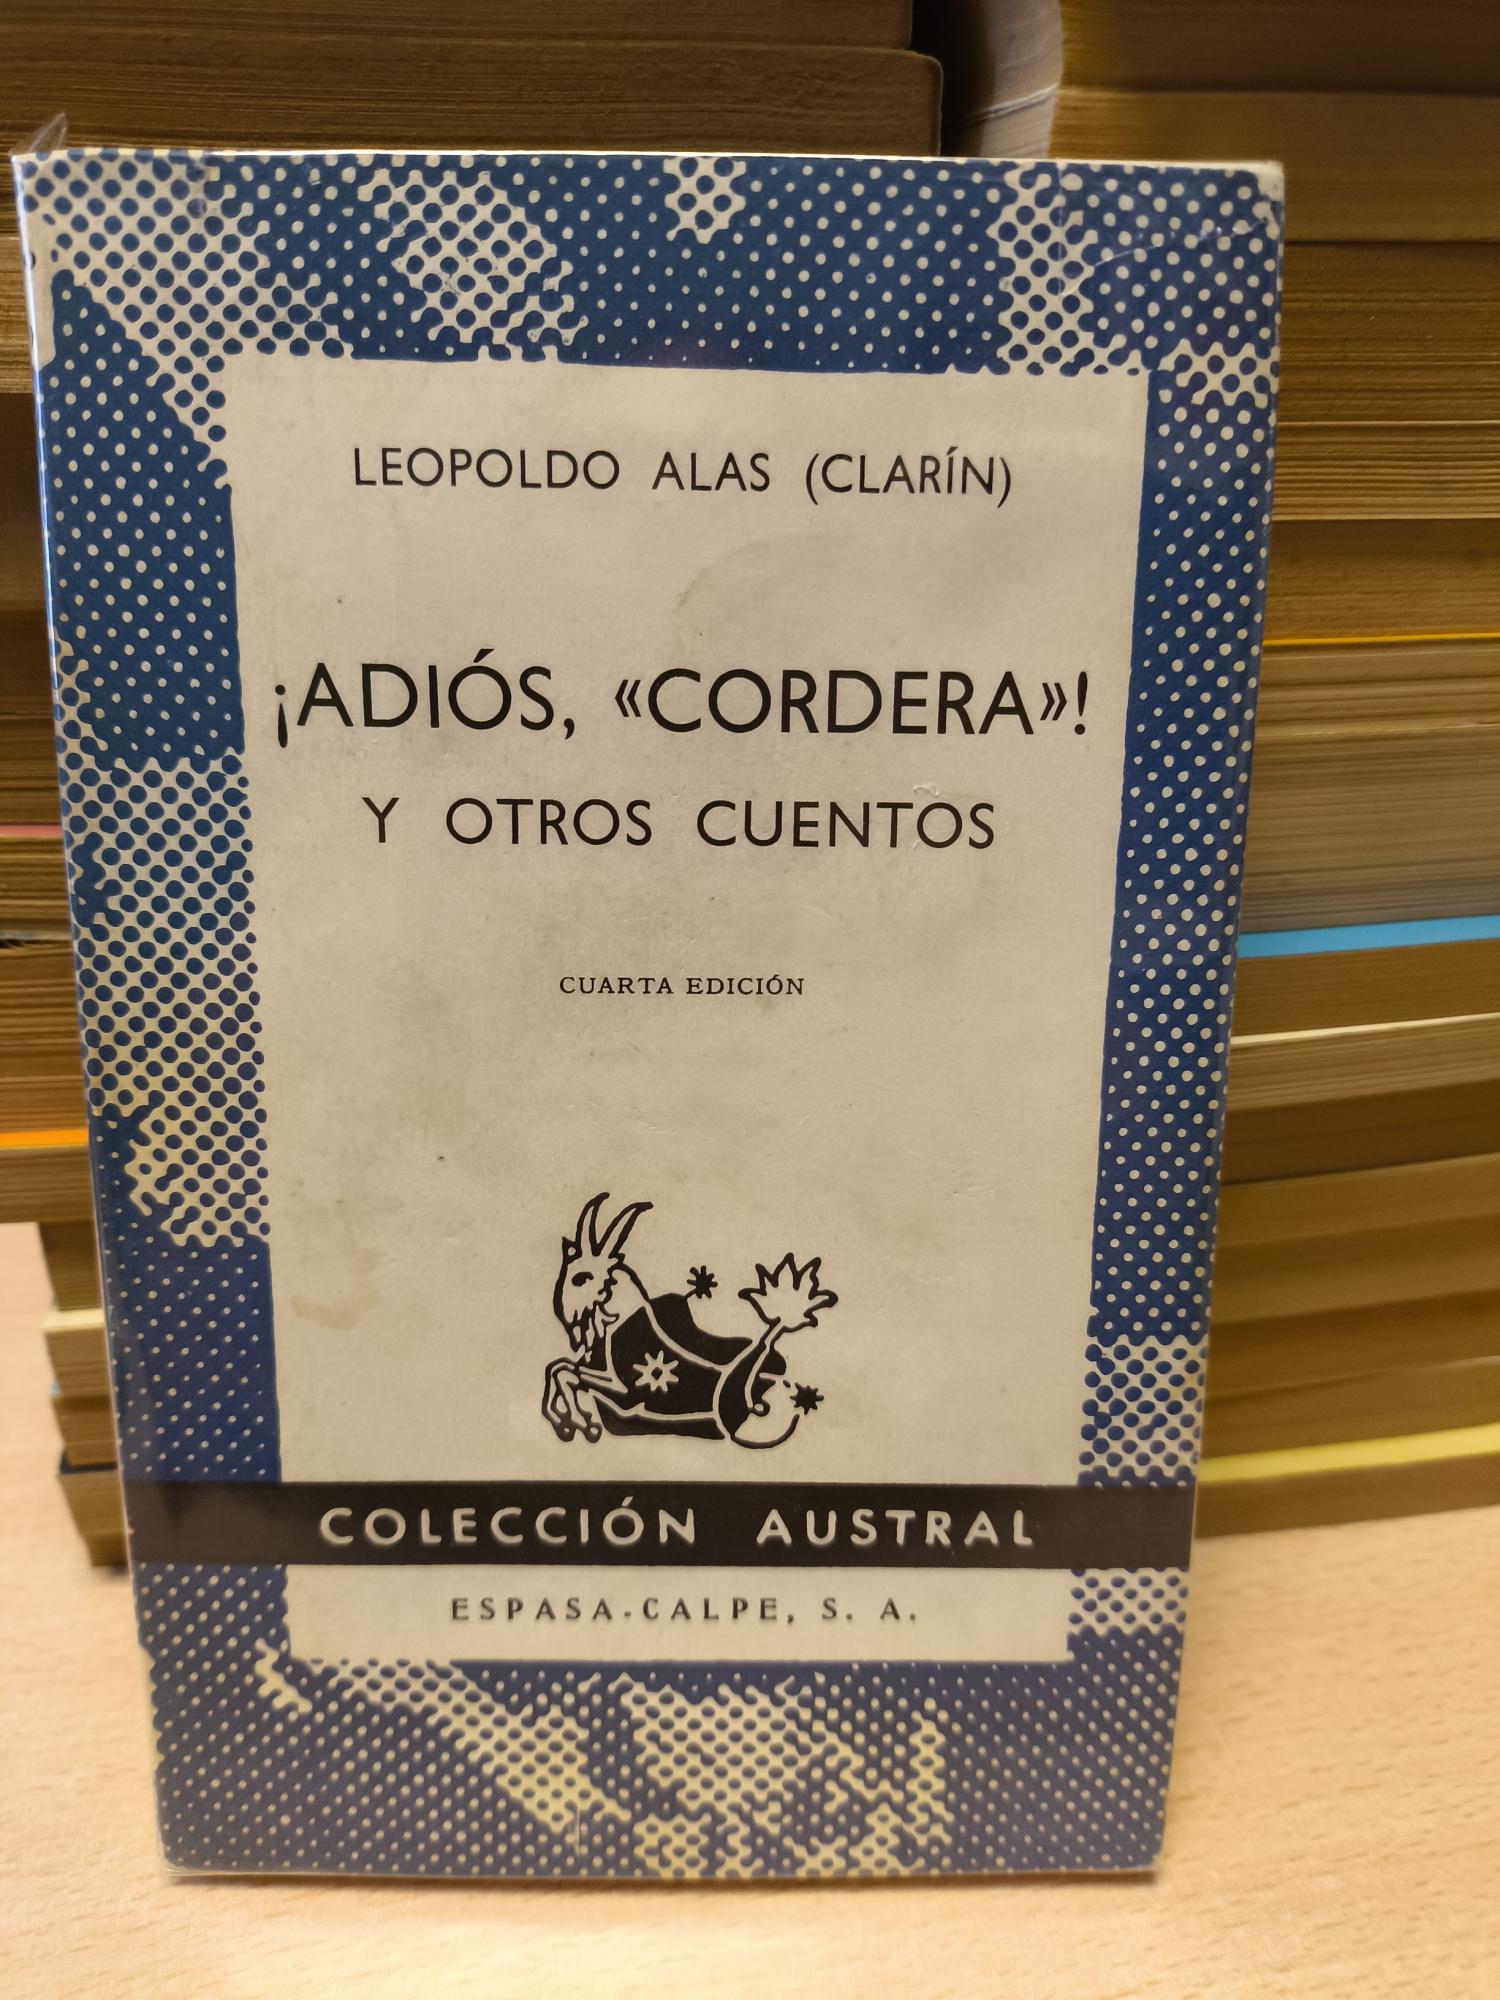 LEOPOLDO ALAS (CLARÍN)
¡ADIÓS, «CORDERA»!
Y OTROS CUENTOS
CUARTA EDICIÓN
COLECCIÓN AUSTRAL
ESPASA-CALPE, S. A.